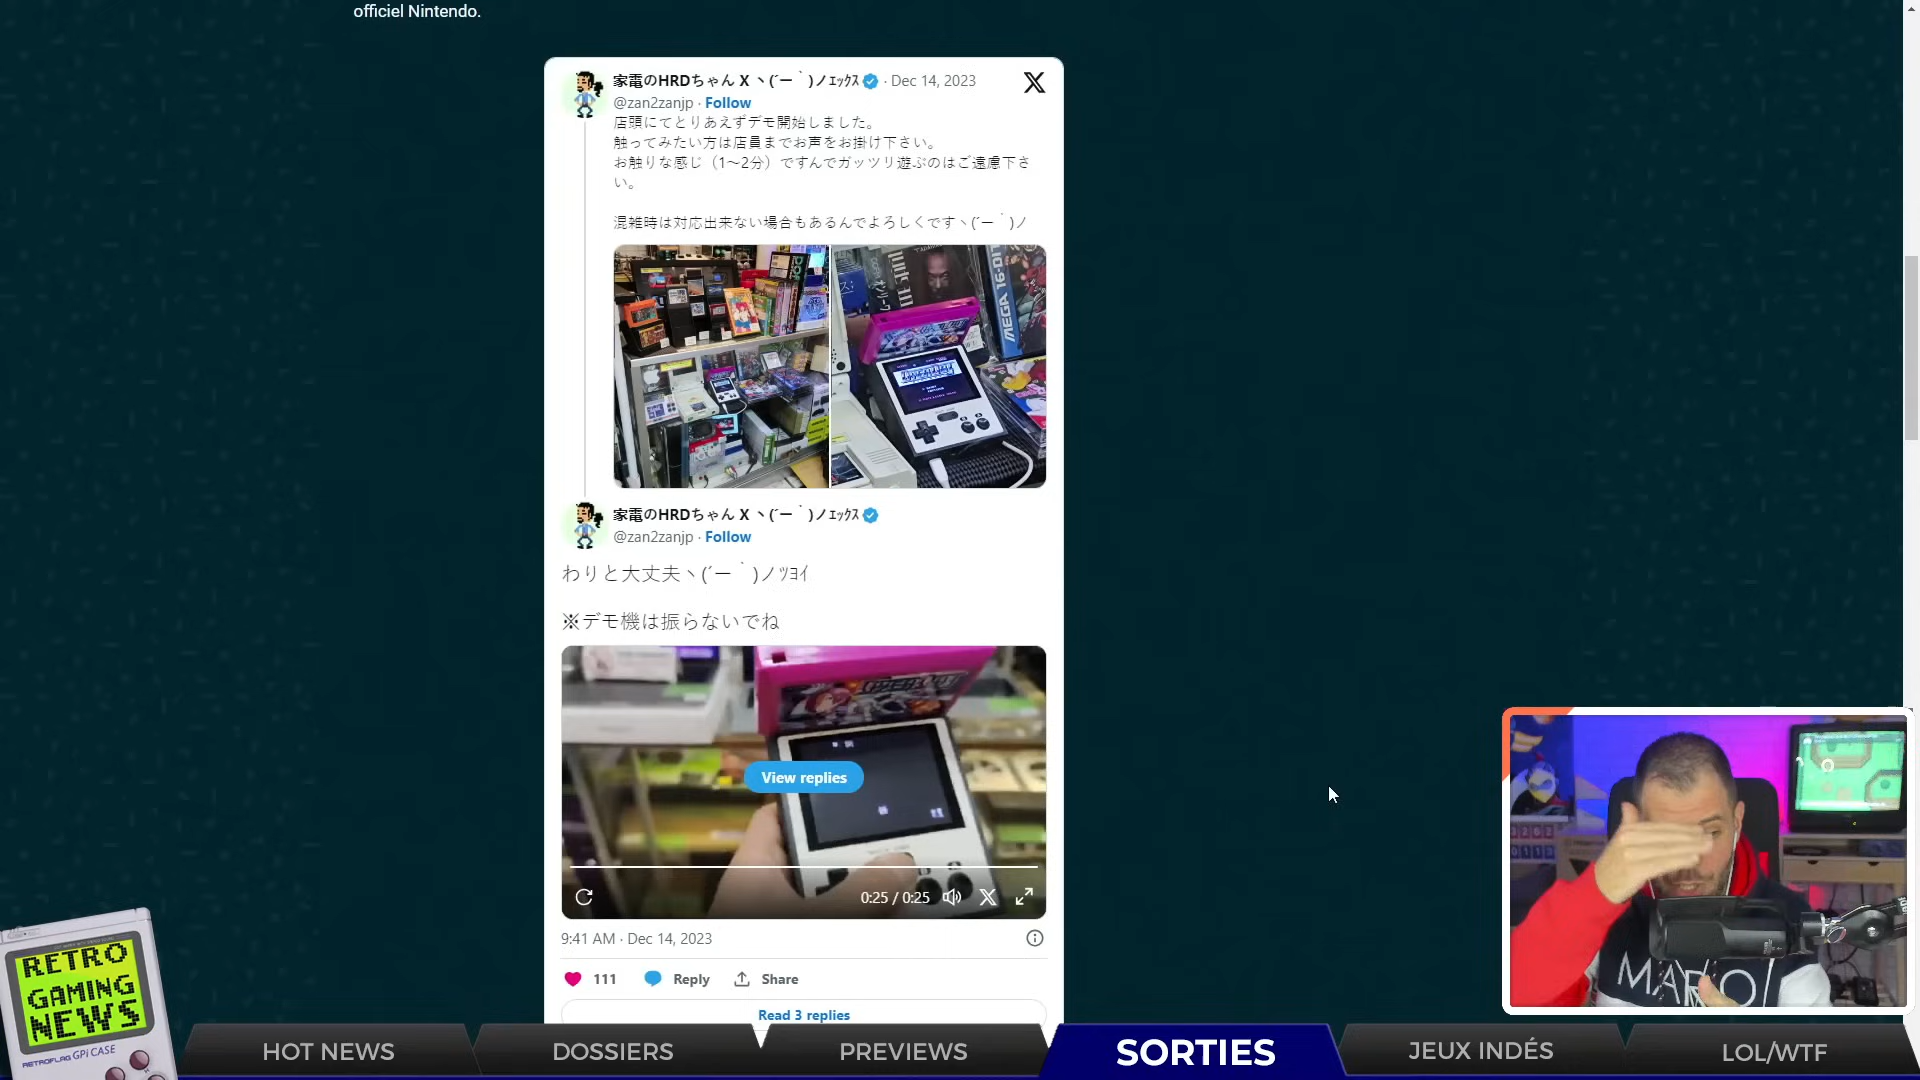 officiel Nintendo.
家電のHRDちゃん X ヽ(´ー｀)ノｴｯｸｽ · Dec 14, 2023
@zan2zanjp · Follow
店頭にてとりあえずデモ開始しました。
触ってみたい方は店員までお声をお掛け下さい。
お触りな感じ（1〜2分）ですんでガッツリ遊ぶのはご遠慮下さ
い。
混雑時は対応出来ない場合もあるんでよろしくですヽ(´ー｀)ノ
MEGA 16-BIT
家電のHRDちゃん X ヽ(´ー｀)ノｴｯｸｽ
@zan2zanjp · Follow
わりと大丈夫ヽ(´ー｀)ノﾂﾖｲ
※デモ機は振らないでね
View replies
0:25 / 0:25
9:41 AM · Dec 14, 2023
111 Reply Share
Read 3 replies
MARIO
RETRO
GAMING
NEWS
RETROFLAG GPi CASE
HOT NEWS
DOSSIERS
PREVIEWS
SORTIES
JEUX INDÉS
LOL/WTF